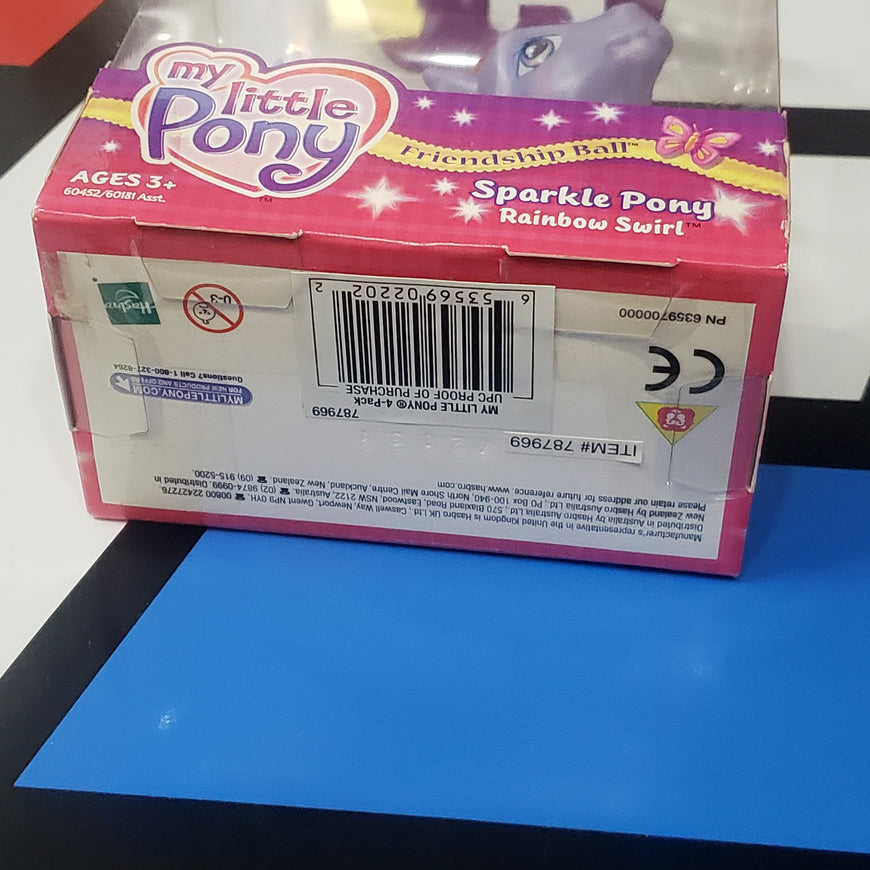 my
little
Pony
TM
Friendship Ball™
AGES 3+
60452/60181 Asst.
Sparkle Pony
Rainbow Swirl™
Manufacturer's representative in the United Kingdom is Hasbro UK Ltd., Caswell Way, Newport, Gwent NP9 0YH ☎ 00800 22427276.
Distributed in Australia by Hasbro Australia Ltd., 570 Blaxland Road, Eastwood, NSW, 2122, Australia. ☎ (02) 9874-0999. Distributed in
New Zealand by Hasbro Australia Ltd., PO Box 100-940, North Shore Mail Centre, Auckland, New Zealand. ☎ (09) 915-5200.
Please retain our address for future reference. www.hasbro.com
ITEM# 787969
787969
MY LITTLE PONY® 4-Pack
UPC PROOF OF PURCHASE
6 53569 02202 2
CE
PN 6359700000
MYLITTLEPONY.COM
FOR NEW PRODUCTS AND OFFERS
Questions? Call 1-800-327-8264
U-3
Hasbro